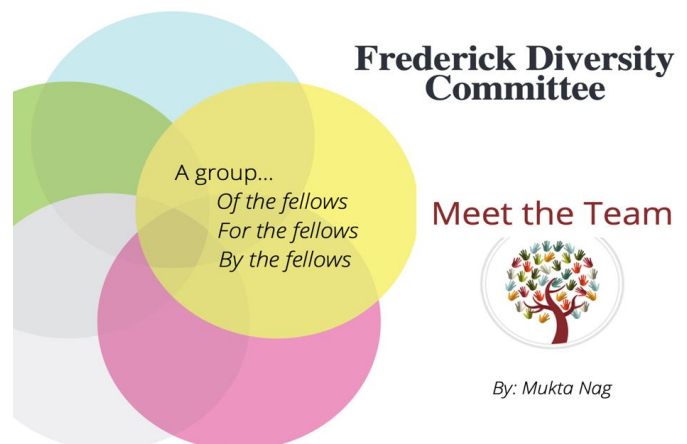 Frederick Diversity
Committee
A group...
Of the fellows
For the fellows
By the fellows
Meet the Team
By: Mukta Nag